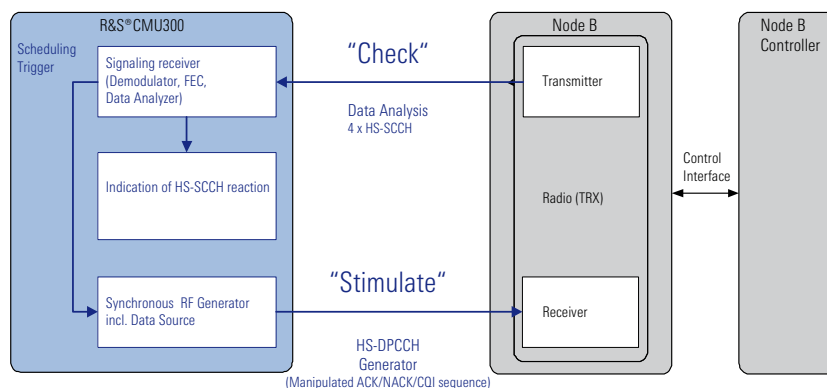 R&S®CMU300
Scheduling
Trigger
Signaling receiver
(Demodulator, FEC,
Data Analyzer)
Indication of HS-SCCH reaction
Synchronous RF Generator
incl. Data Source
“Check“
Data Analysis
4 x HS-SCCH
“Stimulate“
HS-DPCCH
Generator
(Manipulated ACK/NACK/CQI sequence)
Node B
Transmitter
Radio (TRX)
Receiver
Control
Interface
Node B
Controller